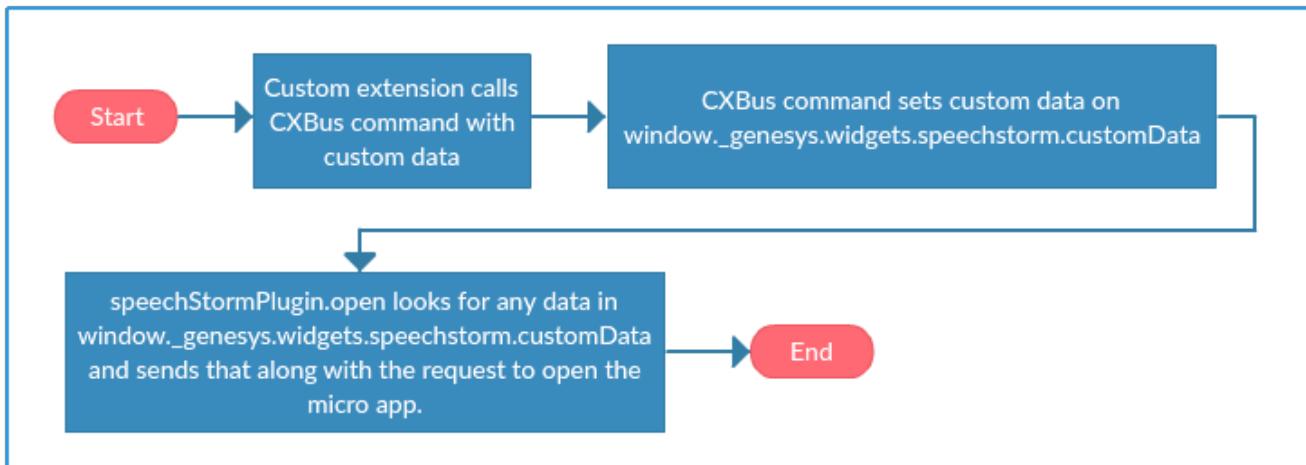 Start
Custom extension calls
CXBus command with
custom data
CXBus command sets custom data on
window._genesys.widgets.speechstorm.customData
speechStormPlugin.open looks for any data in
window._genesys.widgets.speechstorm.customData
and sends that along with the request to open the
micro app.
End